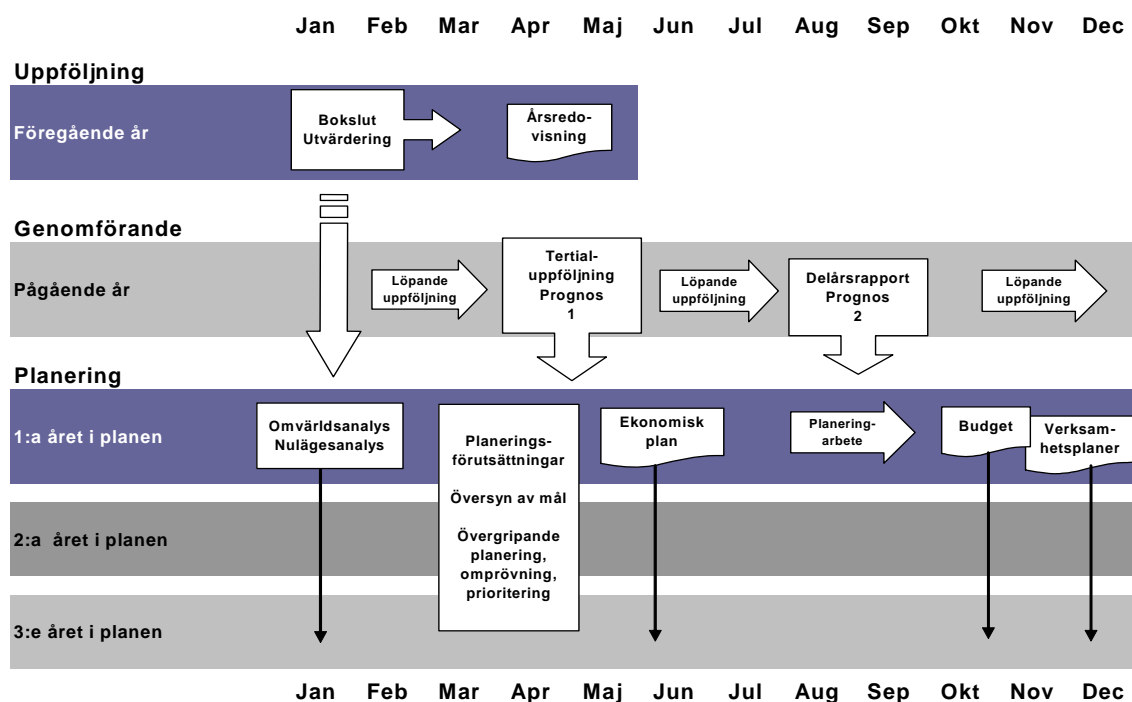 Jan Feb Mar Apr Maj Jun Jul Aug Sep Okt Nov Dec
Uppföljning
Föregående år
Bokslut
Utvärdering
Årsredo-
visning
Genomförande
Pågående år
Löpande
uppföljning
Tertial-
uppföljning
Prognos
1
Löpande
uppföljning
Delårsrapport
Prognos
2
Löpande
uppföljning
Planering
1:a året i planen
Omvärldsanalys
Nulägesanalys
Planerings-
förutsättningar
Översyn av mål
Övergripande
planering,
omprövning,
prioritering
Ekonomisk
plan
Planering-
arbete
Budget
Verksam-
hetsplaner
2:a året i planen
3:e året i planen
Jan Feb Mar Apr Maj Jun Jul Aug Sep Okt Nov Dec